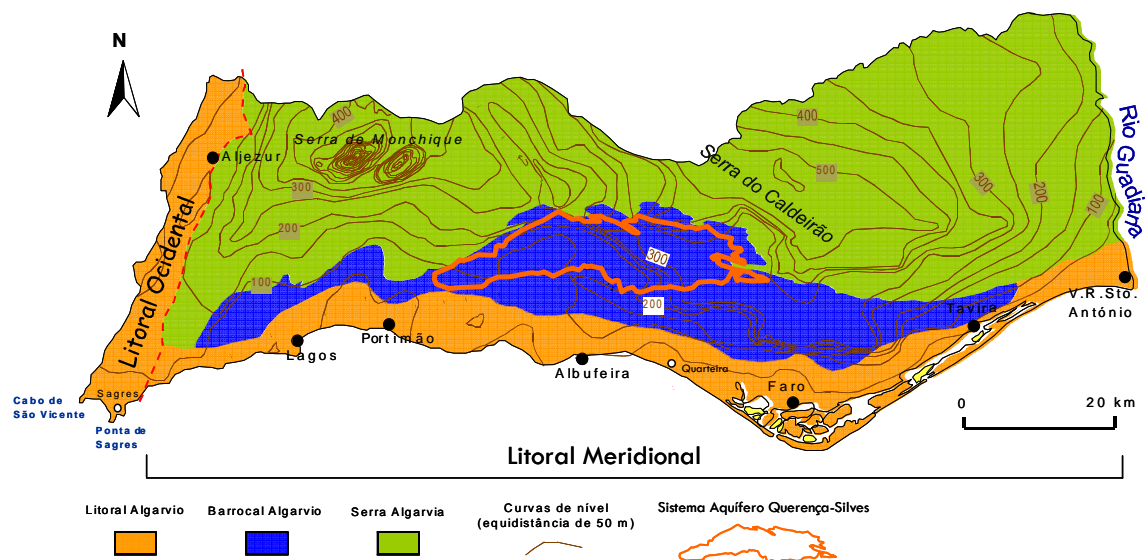 N
400
Serra de Monchique
Aljezur
300
200
100
Litoral Ocidental
Serra do Caldeirão
400
500
300
200
100
Rio Guadiana
300
200
V.R.Sto.
António
Tavira
Lagos
Portimão
Albufeira
Quarteira
Faro
Sagres
Cabo de
São Vicente
Ponta de
Sagres
0 20 km
Litoral Meridional
Litoral Algarvio
Barrocal Algarvio
Serra Algarvia
Curvas de nível
(equidistância de 50 m)
Sistema Aquífero Querença-Silves